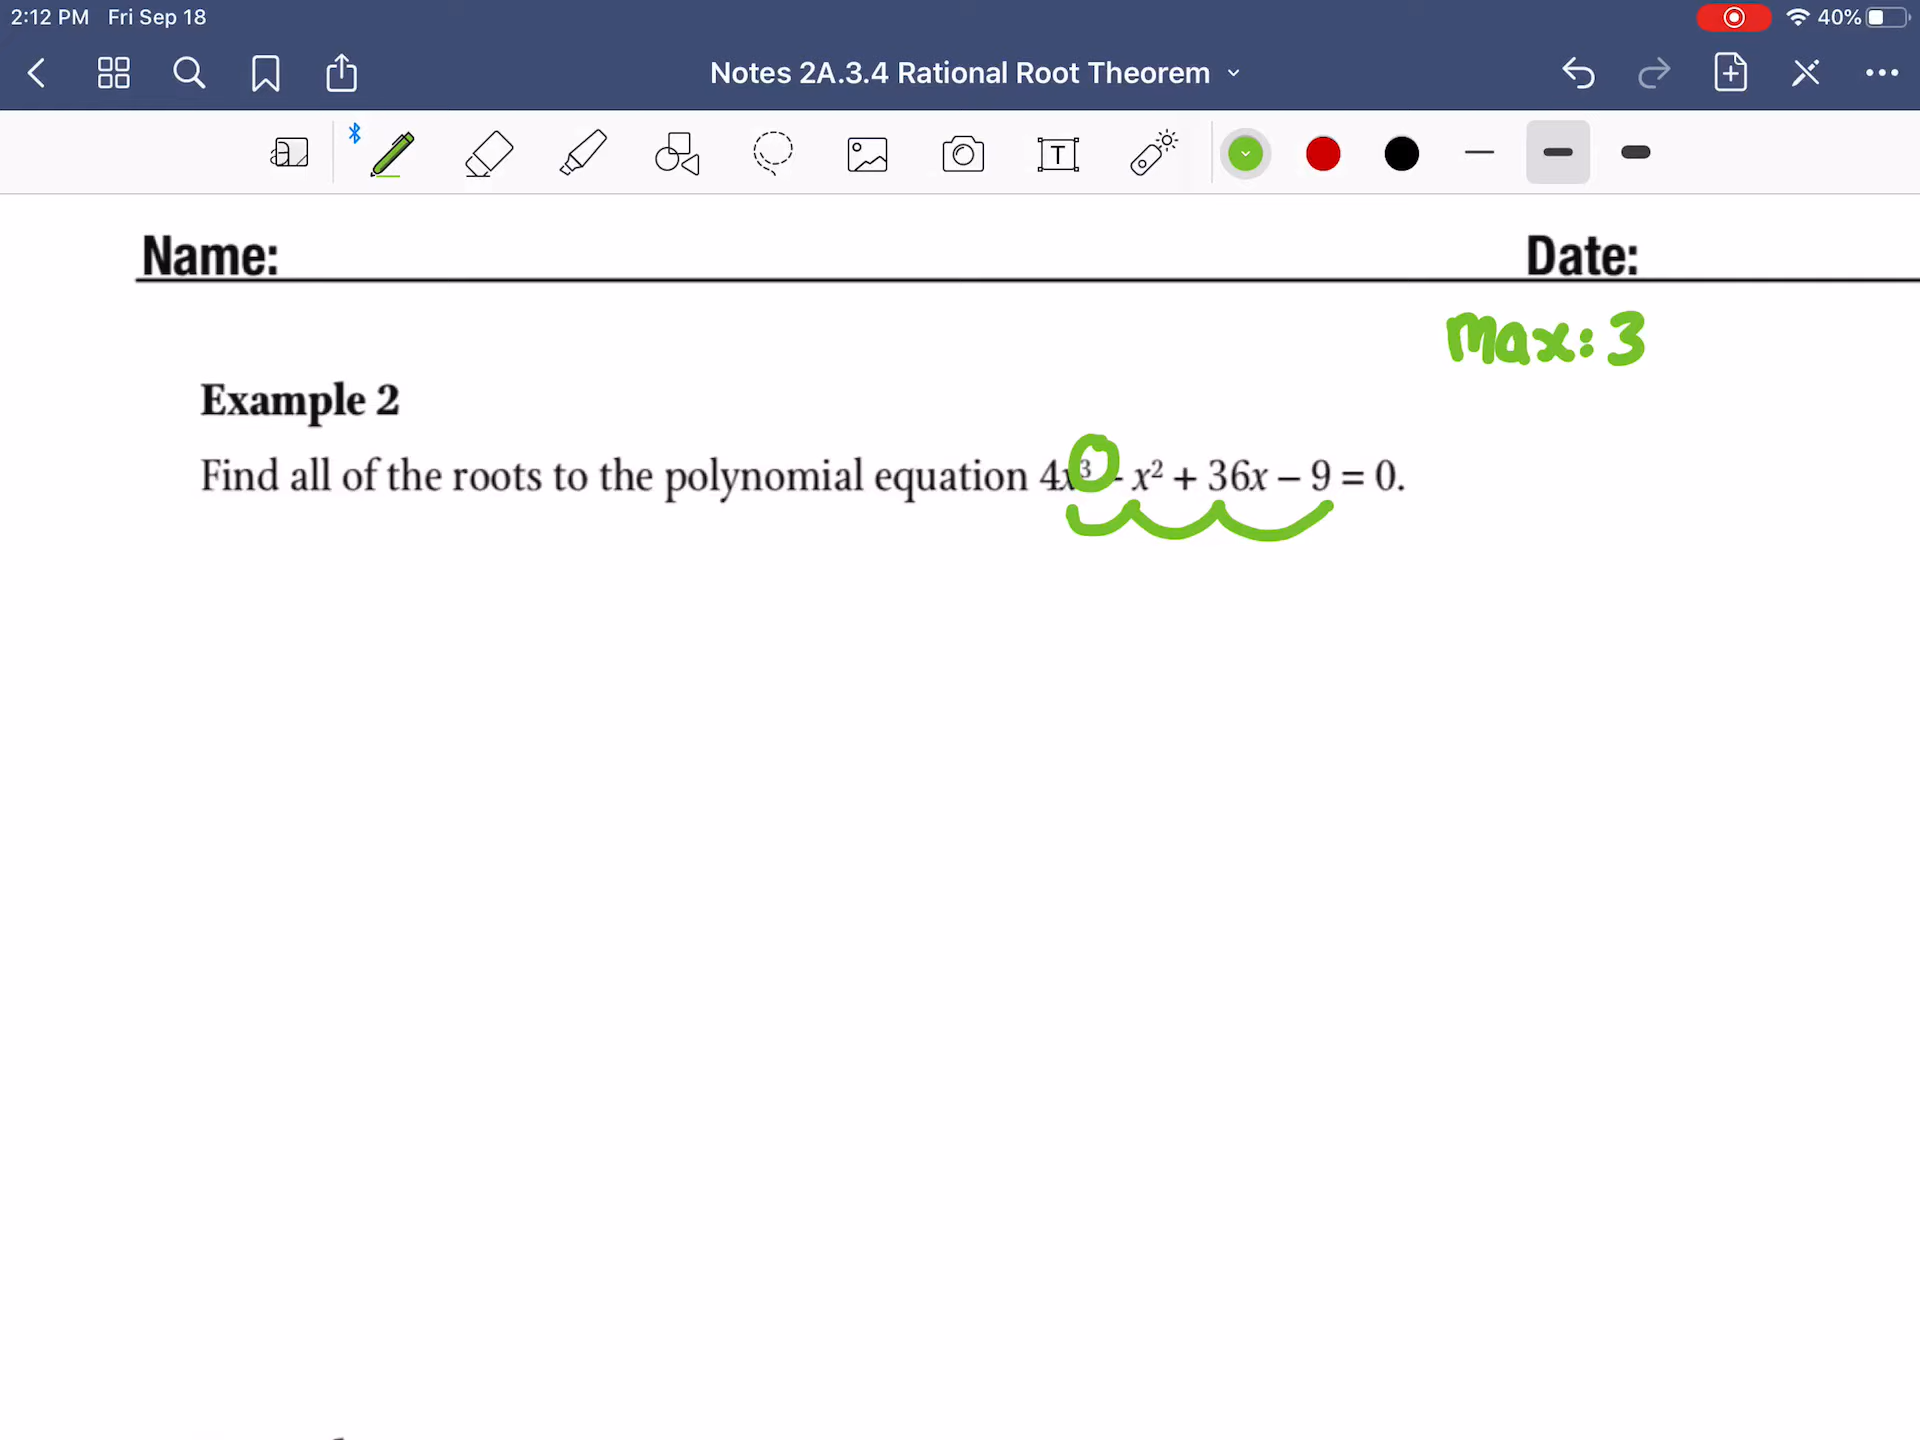 2:12 PM Fri Sep 18
40%
Notes 2A.3.4 Rational Root Theorem
a
T
Name: Date:
max: 3
Example 2
Find all of the roots to the polynomial equation 4x³ - x² + 36x – 9 = 0.